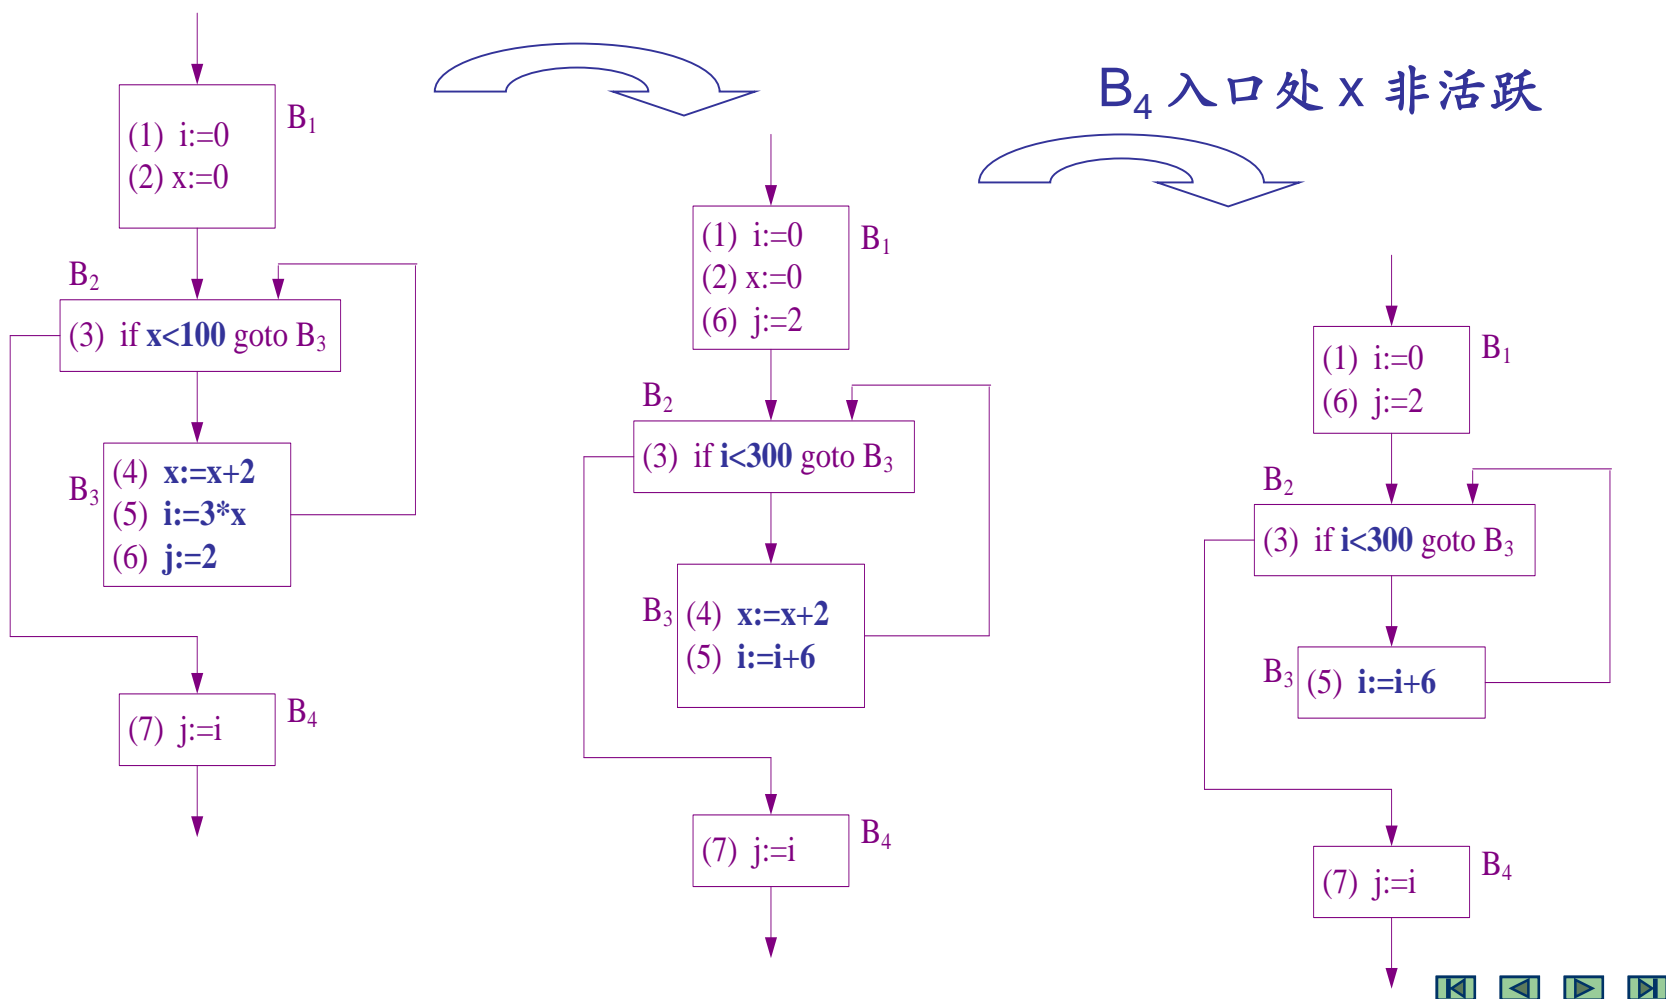 B₄ 入口处 x 非活跃
(1) i:=0
(2) x:=0
B₁
B₂
(3) if x<100 goto B₃
B₃
(4) x:=x+2
(5) i:=3*x
(6) j:=2
(7) j:=i
B₄
(1) i:=0
(2) x:=0
(6) j:=2
B₁
B₂
(3) if i<300 goto B₃
B₃
(4) x:=x+2
(5) i:=i+6
(7) j:=i
B₄
(1) i:=0
(6) j:=2
B₁
B₂
(3) if i<300 goto B₃
B₃
(5) i:=i+6
(7) j:=i
B₄